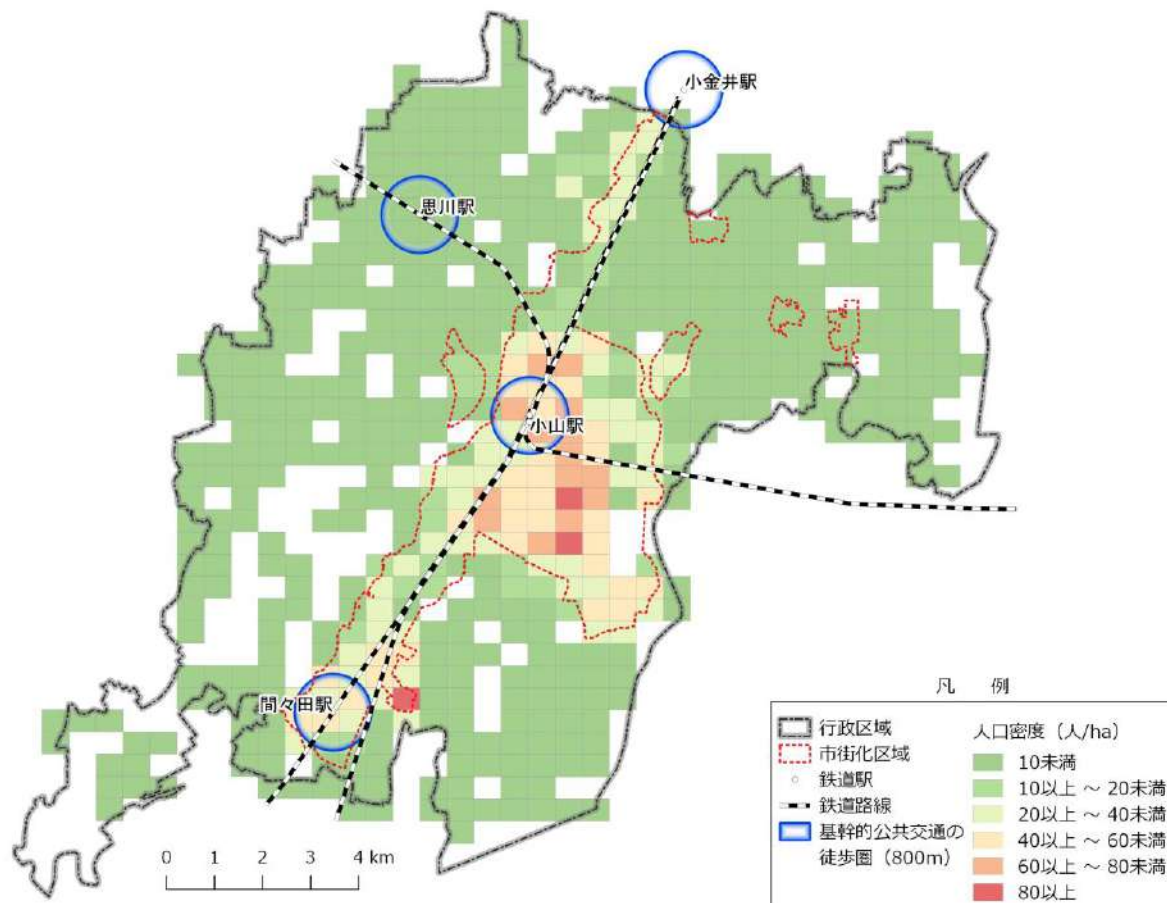 小金井駅
思川駅
小山駅
間々田駅
0 1 2 3 4 km
凡 例
行政区域
市街化区域
鉄道駅
鉄道路線
基幹的公共交通の
徒歩圏（800m）
人口密度（人/ha）
10未満
10以上 ～ 20未満
20以上 ～ 40未満
40以上 ～ 60未満
60以上 ～ 80未満
80以上